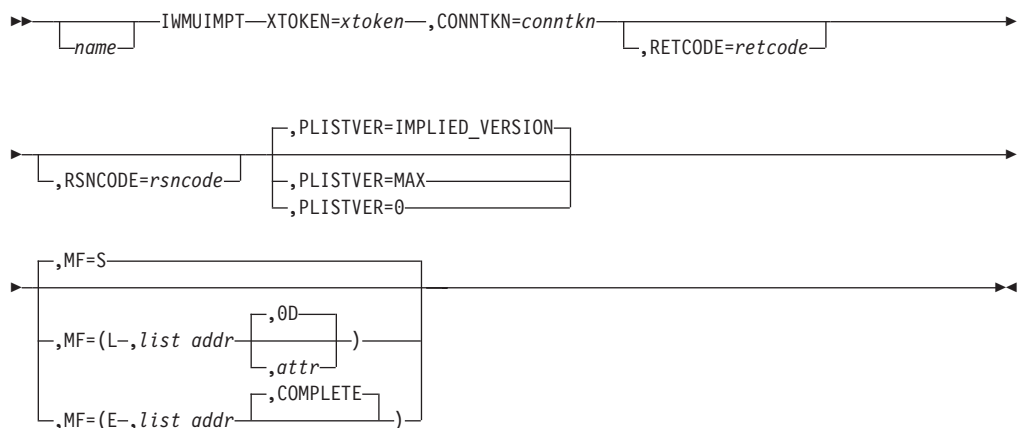 IWMUIMPT XTOKEN=xtoken ,CONNTKN=conntkn
name ,RETCODE=retcode
,PLISTVER=IMPLIED_VERSION
,RSNCODE=rsncode ,PLISTVER=MAX
,PLISTVER=0
,MF=S
,0D
,MF=(L ,list addr )
,attr
,COMPLETE
,MF=(E ,list addr )